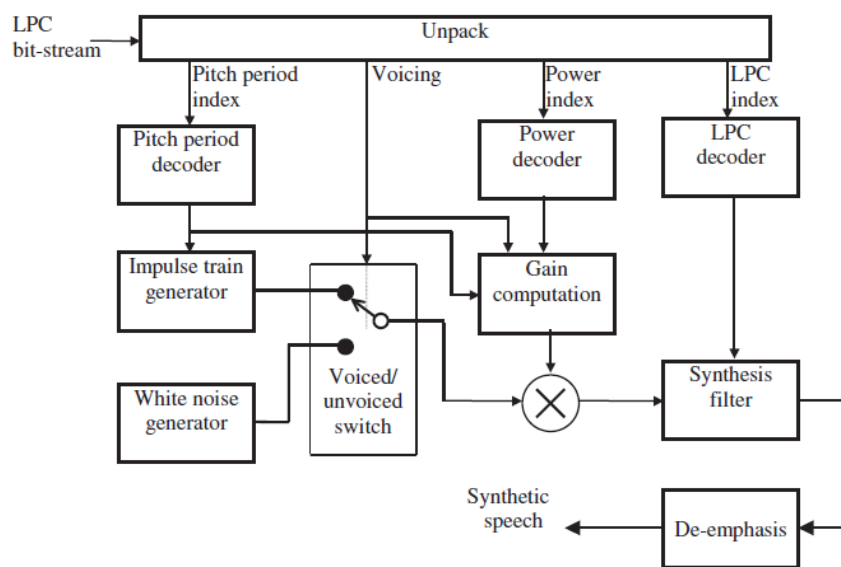 LPC
bit-stream
Unpack
Pitch period
index
Voicing
Power
index
LPC
index
Pitch period
decoder
Power
decoder
LPC
decoder
Impulse train
generator
Gain
computation
White noise
generator
Voiced/
unvoiced
switch
Synthesis
filter
Synthetic
speech
De-emphasis